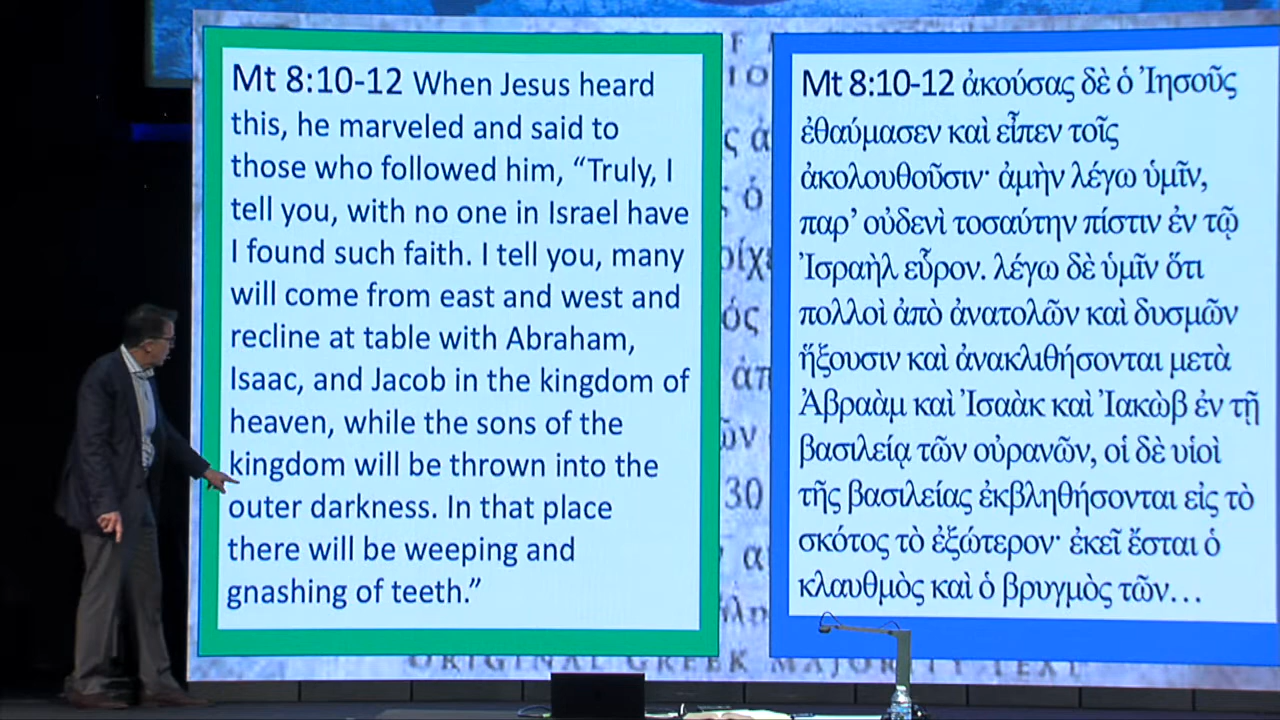 Mt 8:10-12 When Jesus heard
this, he marveled and said to
those who followed him, “Truly, I
tell you, with no one in Israel have
I found such faith. I tell you, many
will come from east and west and
recline at table with Abraham,
Isaac, and Jacob in the kingdom of
heaven, while the sons of the
kingdom will be thrown into the
outer darkness. In that place
there will be weeping and
gnashing of teeth.”
Mt 8:10-12 ἀκούσας δὲ ὁ Ἰησοῦς
ἐθαύμασεν καὶ εἶπεν τοῖς
ἀκολουθοῦσιν· ἀμὴν λέγω ὑμῖν,
παρ’ οὐδενὶ τοσαύτην πίστιν ἐν τῷ
Ἰσραὴλ εὗρον. λέγω δὲ ὑμῖν ὅτι
πολλοὶ ἀπὸ ἀνατολῶν καὶ δυσμῶν
ἥξουσιν καὶ ἀνακλιθήσονται μετὰ
Ἀβραὰμ καὶ Ἰσαὰκ καὶ Ἰακὼβ ἐν τῇ
βασιλείᾳ τῶν οὐρανῶν, οἱ δὲ υἱοὶ
τῆς βασιλείας ἐκβληθήσονται εἰς τὸ
σκότος τὸ ἐξώτερον· ἐκεῖ ἔσται ὁ
κλαυθμὸς καὶ ὁ βρυγμὸς τῶν…
30
ORIGINAL GREEK MAJORITY TEXT